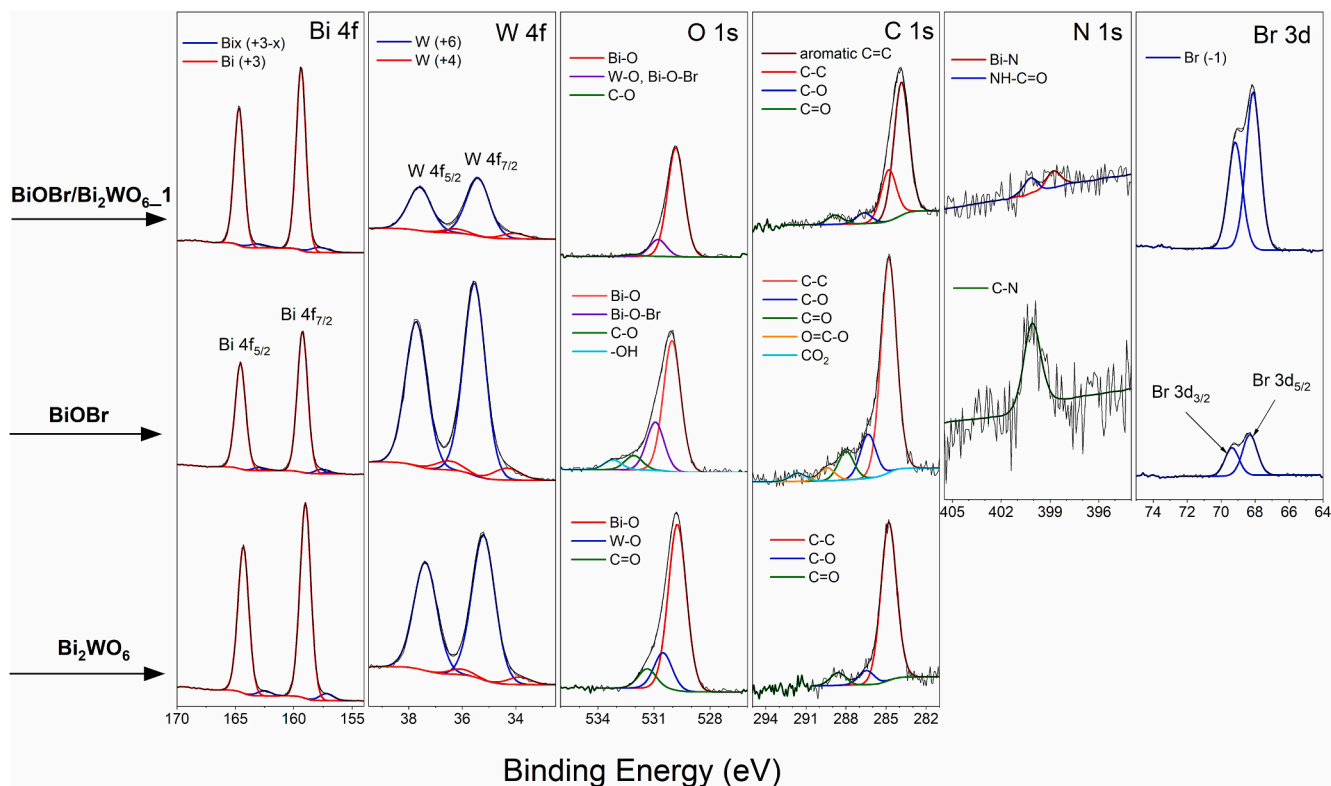 Bi 4f
Bix (+3-x)
Bi (+3)
W 4f
W (+6)
W (+4)
O 1s
Bi-O
W-O, Bi-O-Br
C-O
C 1s
aromatic C=C
C-C
C-O
C=O
N 1s
Bi-N
NH-C=O
Br 3d
Br (-1)
W 4f5/2
W 4f7/2
BiOBr/Bi2WO6_1
Bi-O
Bi-O-Br
C-O
-OH
C-C
C-O
C=O
O=C-O
CO2
C-N
Bi 4f5/2
Bi 4f7/2
Br 3d3/2
Br 3d5/2
BiOBr
405 402 399 396
74 72 70 68 66 64
Bi-O
W-O
C=O
C-C
C-O
C=O
Bi2WO6
170 165 160 155
38 36 34
534 531 528
294 291 288 285 282
Binding Energy (eV)